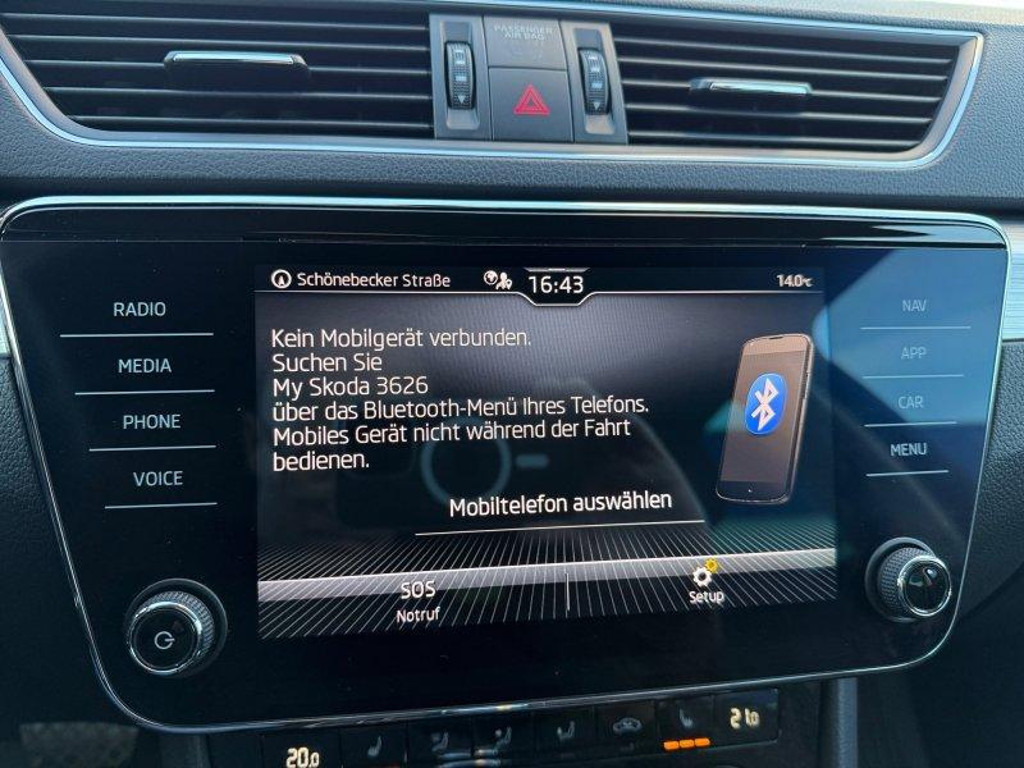 PASSENGER
AIR BAG
Schönebecker Straße
16:43
14.0°C
RADIO
MEDIA
PHONE
VOICE
Kein Mobilgerät verbunden.
Suchen Sie
My Skoda 3626
über das Bluetooth-Menü Ihres Telefons.
Mobiles Gerät nicht während der Fahrt
bedienen.
Mobiltelefon auswählen
SOS
Notruf
Setup
NAV
APP
CAR
MENU
20.0
21.0